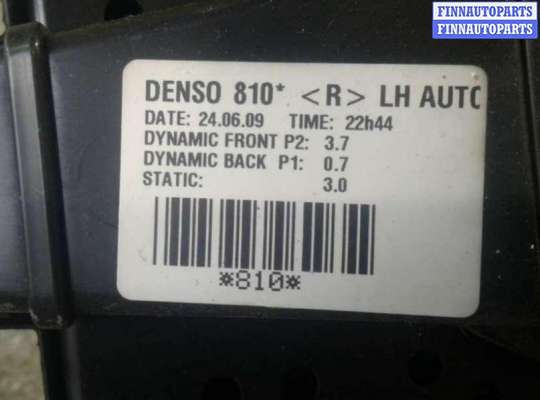 FINNAUTOPARTS
FINNAUTOPARTS
DENSO 810* <R> LH AUTO
DATE: 24.06.09 TIME: 22h44
DYNAMIC FRONT P2: 3.7
DYNAMIC BACK P1: 0.7
STATIC: 3.0
*810*